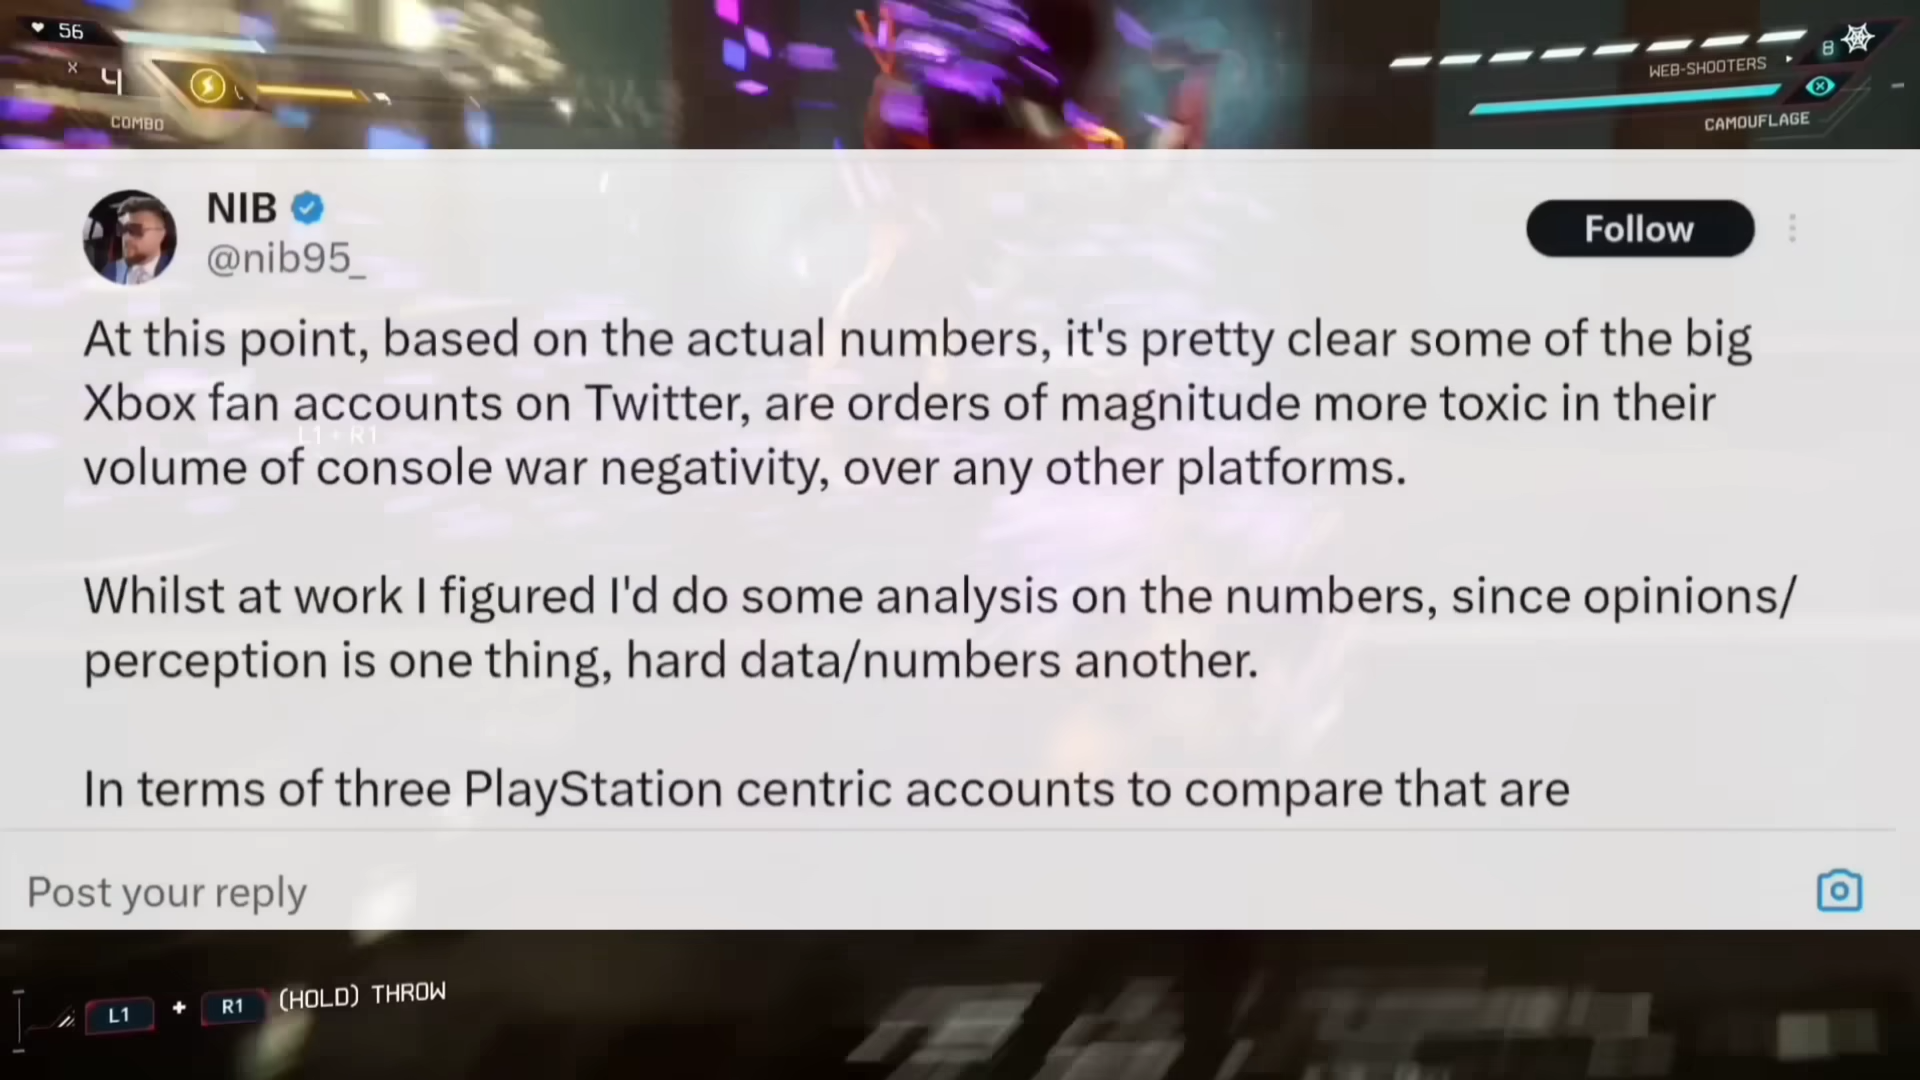 56
x 4
COMBO
8
WEB-SHOOTERS
CAMOUFLAGE
NIB
@nib95_
Follow
At this point, based on the actual numbers, it's pretty clear some of the big
Xbox fan accounts on Twitter, are orders of magnitude more toxic in their
L1 + R1
volume of console war negativity, over any other platforms.
Whilst at work I figured I'd do some analysis on the numbers, since opinions/
perception is one thing, hard data/numbers another.
In terms of three PlayStation centric accounts to compare that are
Post your reply
L1 + R1 (HOLD) THROW